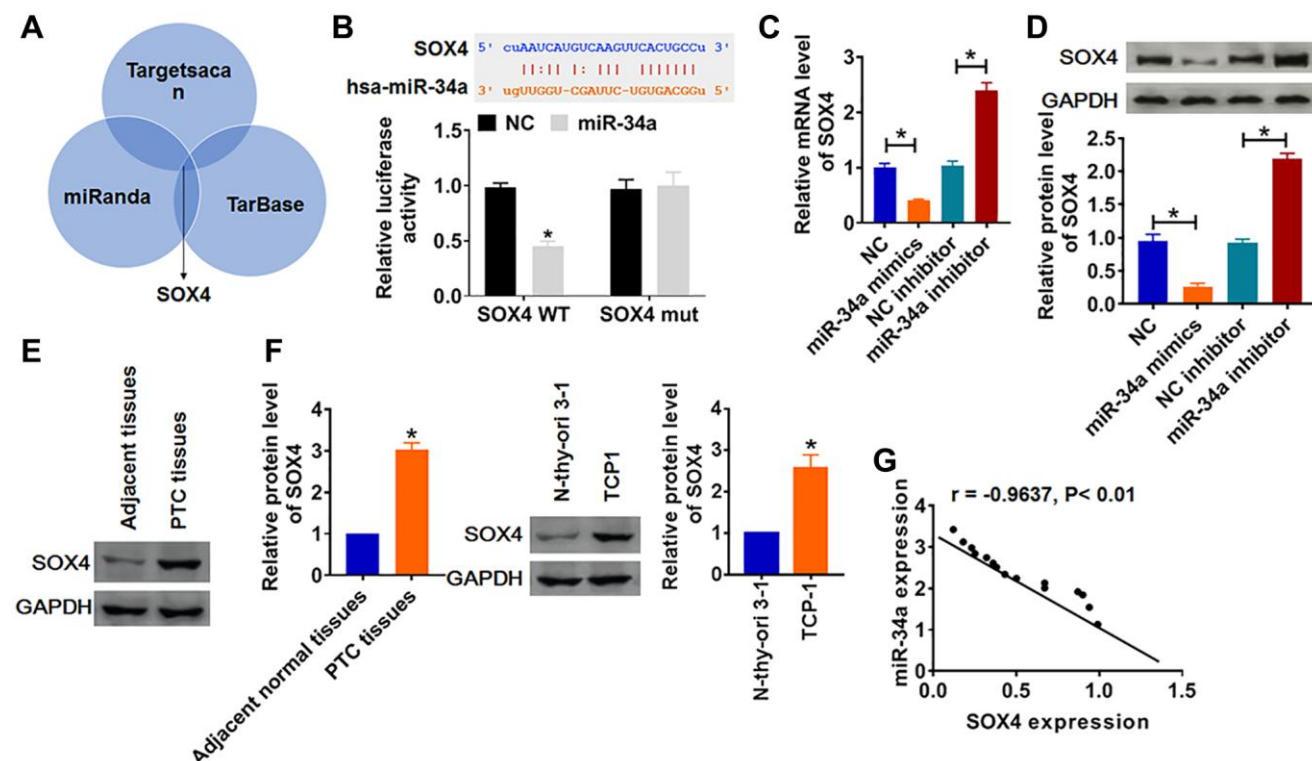 A
Targetsaca
n
miRanda
TarBase
SOX4
B
SOX4 5' cuAAUCAUGUCAAGUUCACUGCCu 3'
hsa-miR-34a 3' ugUUGGU-CGAUUC-UGUGACGGu 5'
NC miR-34a
Relative luciferase
activity
1.5
1.0
0.5
0.0
SOX4 WT SOX4 mut
*
C
Relative mRNA level
of SOX4
3
2
1
0
* *
NC
miR-34a mimics
NC inhibitor
miR-34a inhibitor
D
SOX4
GAPDH
Relative protein level
of SOX4
2.5
2.0
1.5
1.0
0.5
0.0
* *
NC
miR-34a mimics
NC inhibitor
miR-34a inhibitor
E
Adjacent tissues
PTC tissues
SOX4
GAPDH
F
Relative protein level
of SOX4
4
3
2
1
0
*
Adjacent normal tissues
PTC tissues
N-thy-ori 3-1
TCP1
SOX4
GAPDH
Relative protein level
of SOX4
4
3
2
1
0
*
N-thy-ori 3-1
TCP-1
G
r = -0.9637, P< 0.01
miR-34a expression
4
3
2
1
0
0.0 0.5 1.0 1.5
SOX4 expression